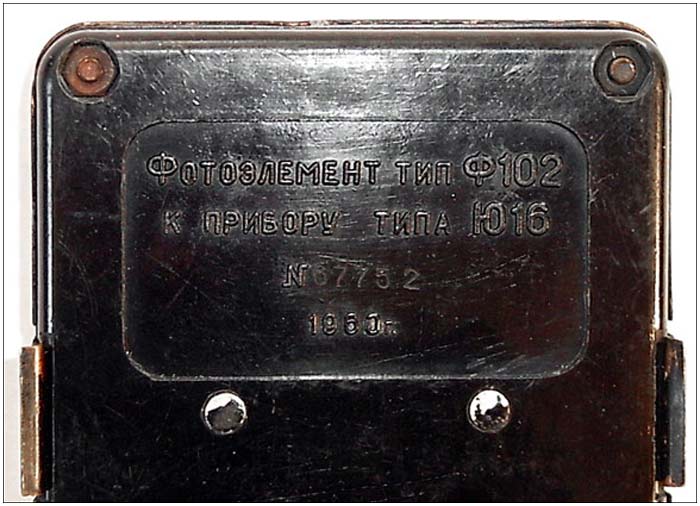 Фотоэлемент тип Ф102
к прибору типа Ю16
№67752
1960г.